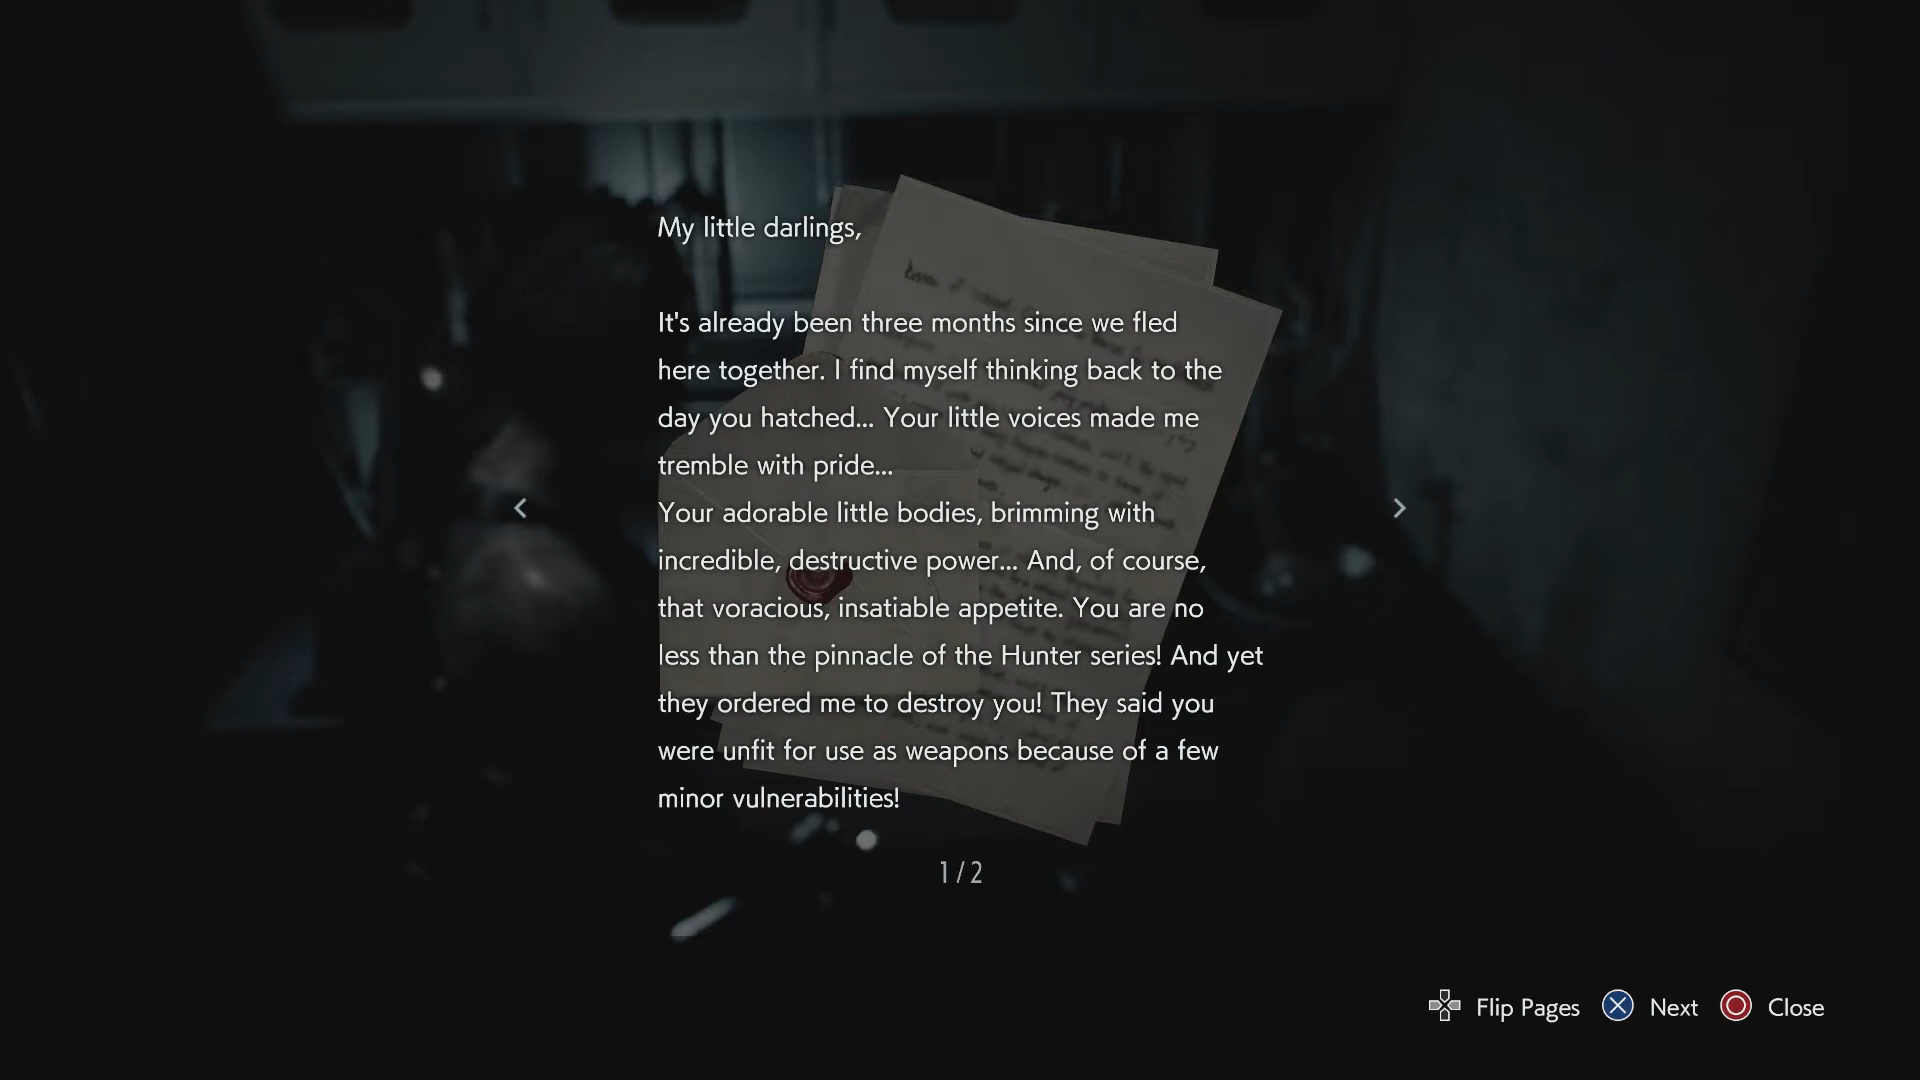 My little darlings,
It's already been three months since we fled
here together. I find myself thinking back to the
day you hatched... Your little voices made me
tremble with pride...
Your adorable little bodies, brimming with
incredible, destructive power... And, of course,
that voracious, insatiable appetite. You are no
less than the pinnacle of the Hunter series! And yet
they ordered me to destroy you! They said you
were unfit for use as weapons because of a few
minor vulnerabilities!
1 / 2
Flip Pages Next Close